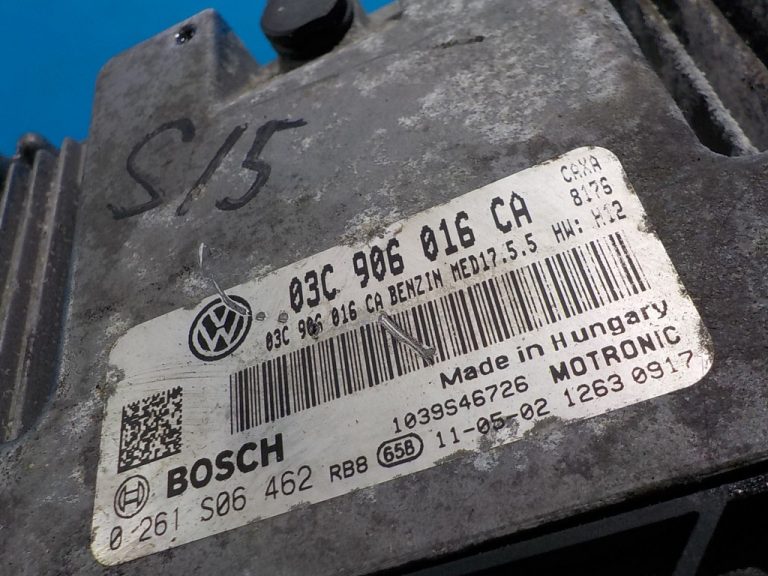 S15
03C 906 016 CA
CAXA
8176
03C 906 016 CA BENZIN MED17.5.5 HW: H12
Made in Hungary
1039S46726 MOTRONIC
BOSCH
0 261 S06 462 RB8 65B 11-05-02 1263 0917